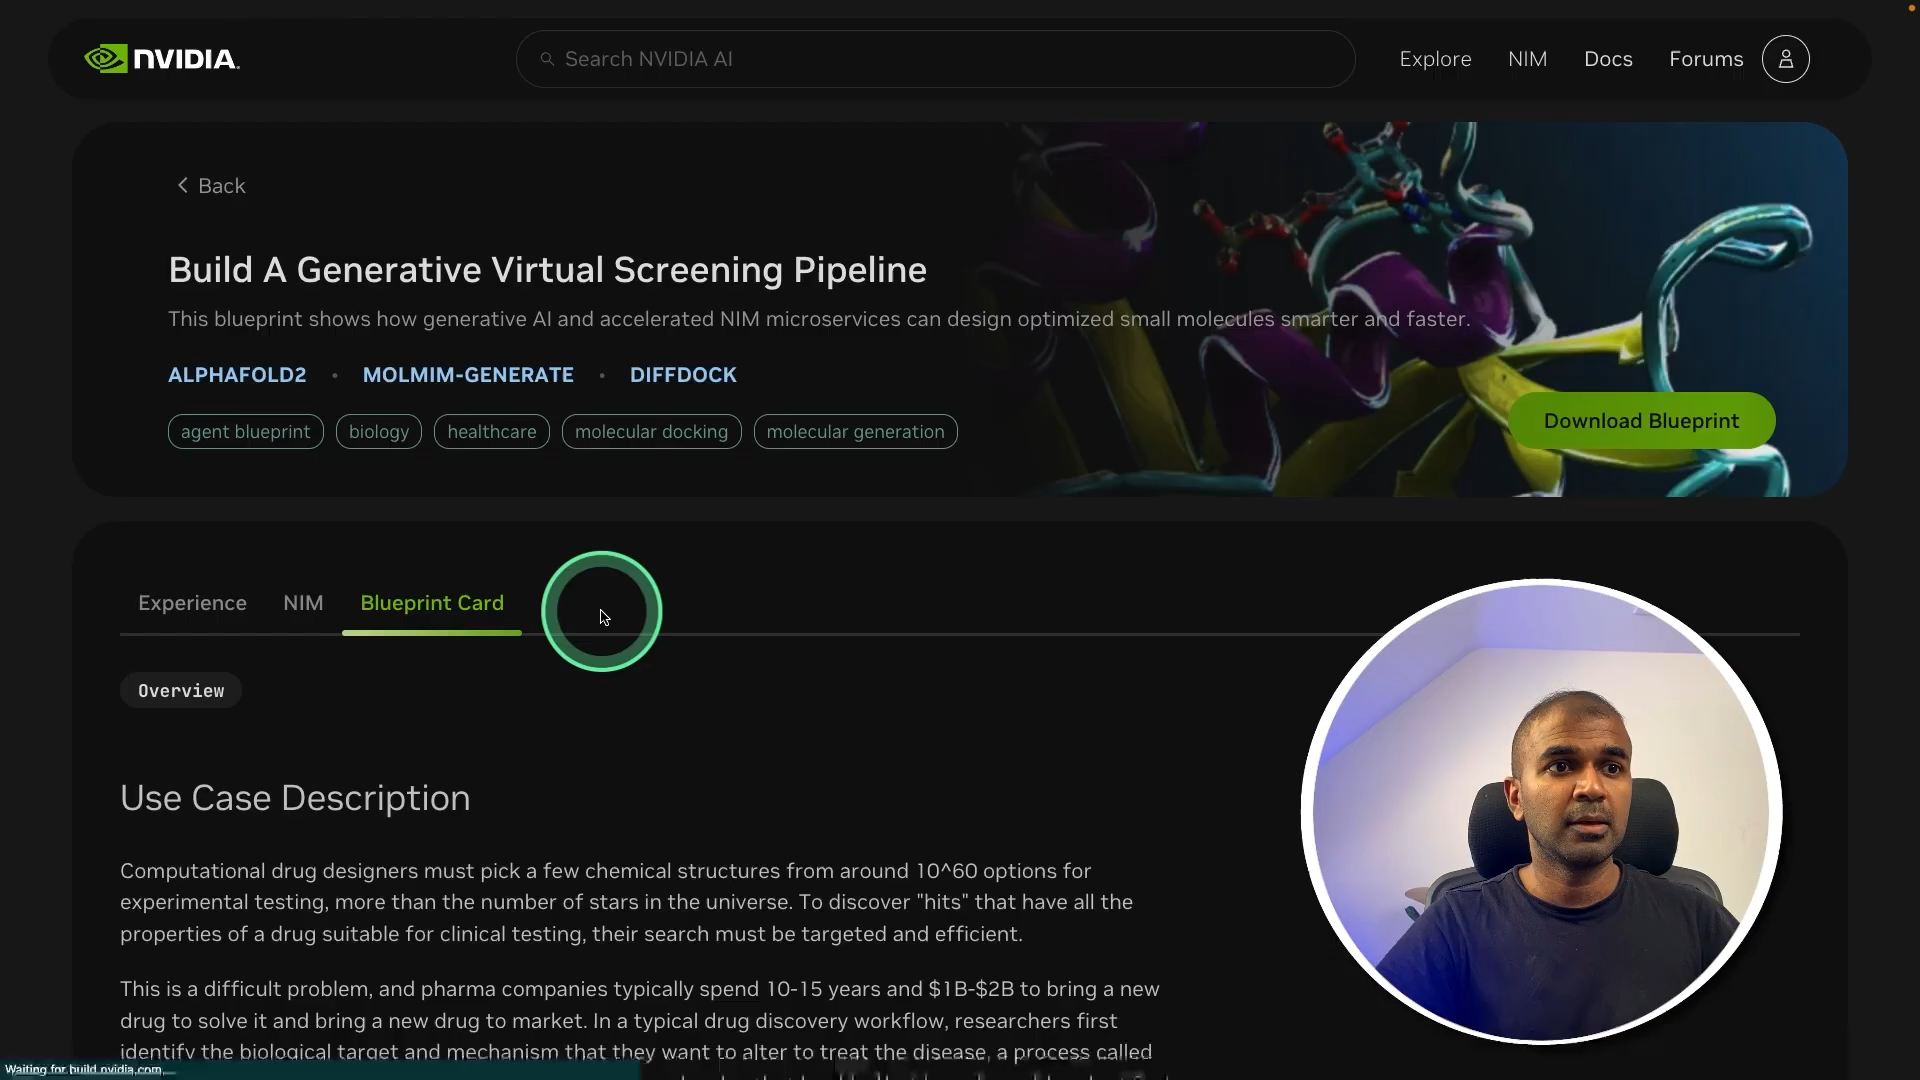 NVIDIA.
Search NVIDIA AI
Explore
NIM
Docs
Forums
Back
Build A Generative Virtual Screening Pipeline
This blueprint shows how generative AI and accelerated NIM microservices can design optimized small molecules smarter and faster.
ALPHAFOLD2 • MOLMIM-GENERATE • DIFFDOCK
agent blueprint
biology
healthcare
molecular docking
molecular generation
Download Blueprint
Experience
NIM
Blueprint Card
Overview
Use Case Description
Computational drug designers must pick a few chemical structures from around 10^60 options for
experimental testing, more than the number of stars in the universe. To discover "hits" that have all the
properties of a drug suitable for clinical testing, their search must be targeted and efficient.
This is a difficult problem, and pharma companies typically spend 10-15 years and $1B-$2B to bring a new
drug to solve it and bring a new drug to market. In a typical drug discovery workflow, researchers first
identify the biological target and mechanism that they want to alter to treat the disease, a process called
Waiting for build.nvidia.com